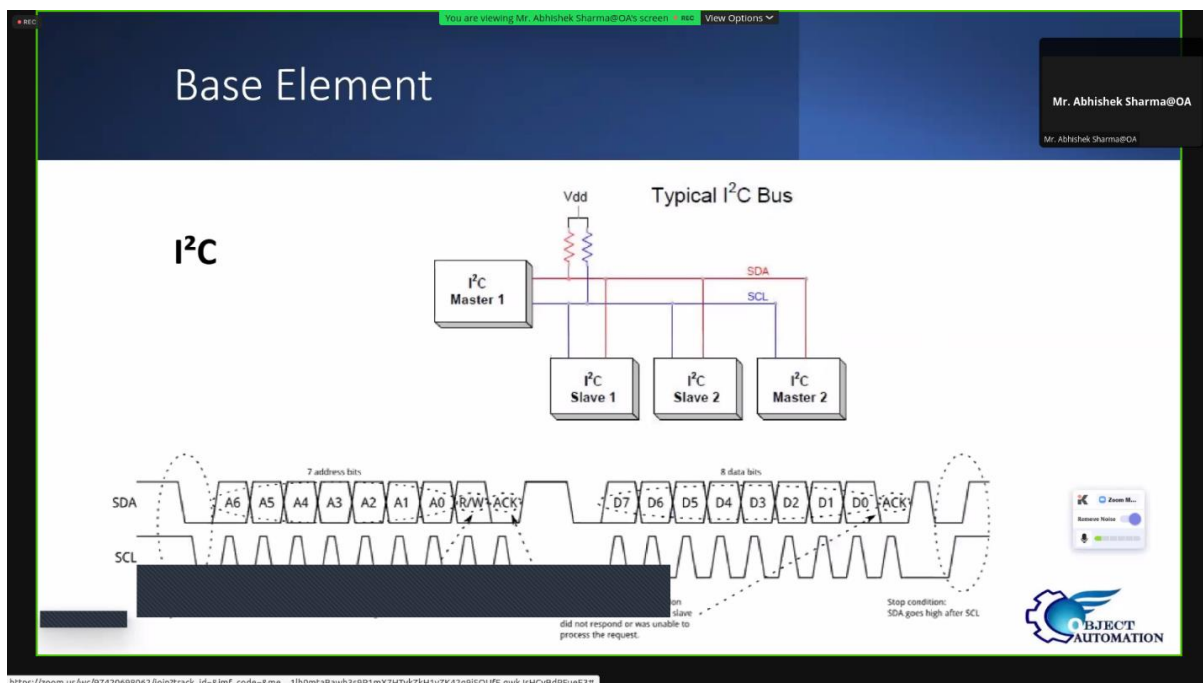 REC
You are viewing Mr. Abhishek Sharma@OA's screen REC View Options
Base Element
Mr. Abhishek Sharma@OA
Mr. Abhishek Sharma@OA
I²C
Typical I²C Bus
Vdd
I²C
Master 1
SDA
SCL
I²C
Slave 1
I²C
Slave 2
I²C
Master 2
7 address bits
8 data bits
SDA
A6 A5 A4 A3 A2 A1 A0 R/W ACK
D7 D6 D5 D4 D3 D2 D1 D0 ACK
SCL
slave
did not respond or was unable to
process the request.
Stop condition:
SDA goes high after SCL
Zoom M...
Remove Noise
OBJECT
AUTOMATION